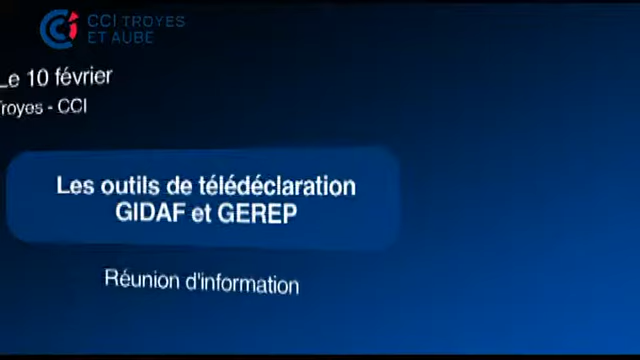 CCI TROYES
ET AUBE
Le 10 février
Troyes - CCI
Les outils de télédéclaration
GIDAF et GEREP
Réunion d'information